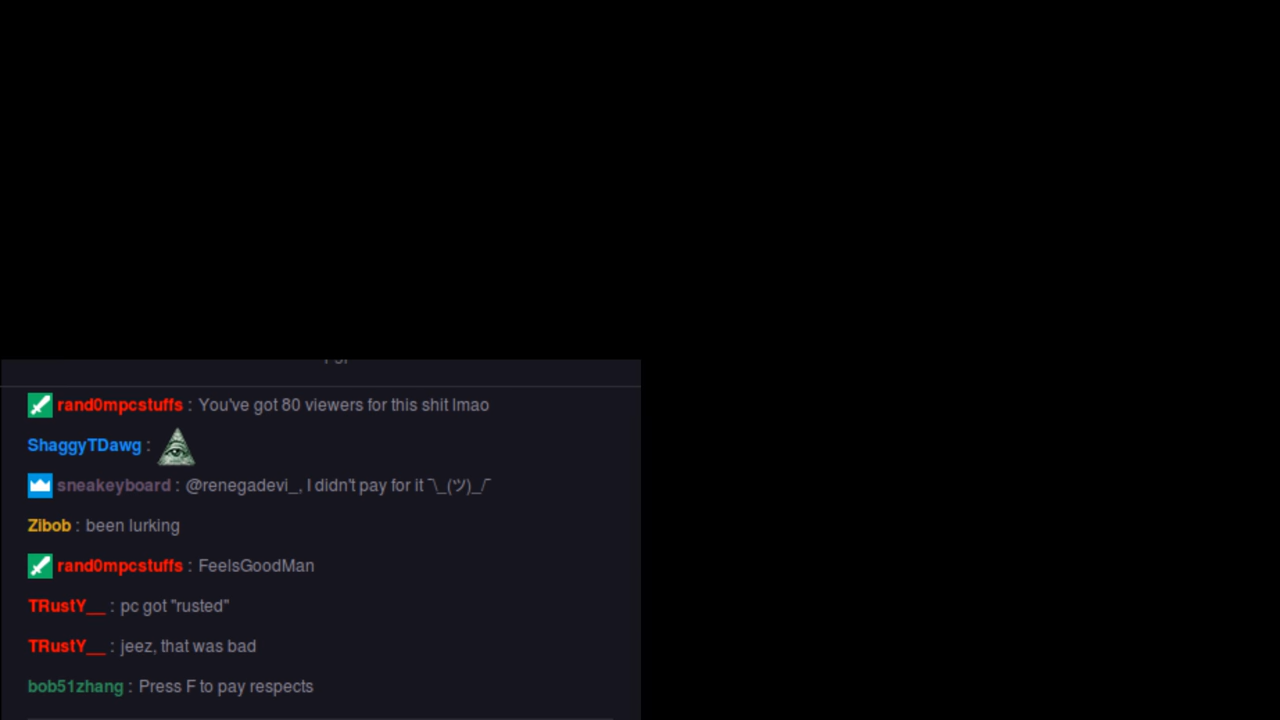 rand0mpcstuffs : You've got 80 viewers for this shit lmao
ShaggyTDawg :
sneakeyboard : @renegadevi_, I didn't pay for it ¯\_(ツ)_/¯
Zibob : been lurking
rand0mpcstuffs : FeelsGoodMan
TRustY__ : pc got "rusted"
TRustY__ : jeez, that was bad
bob51zhang : Press F to pay respects